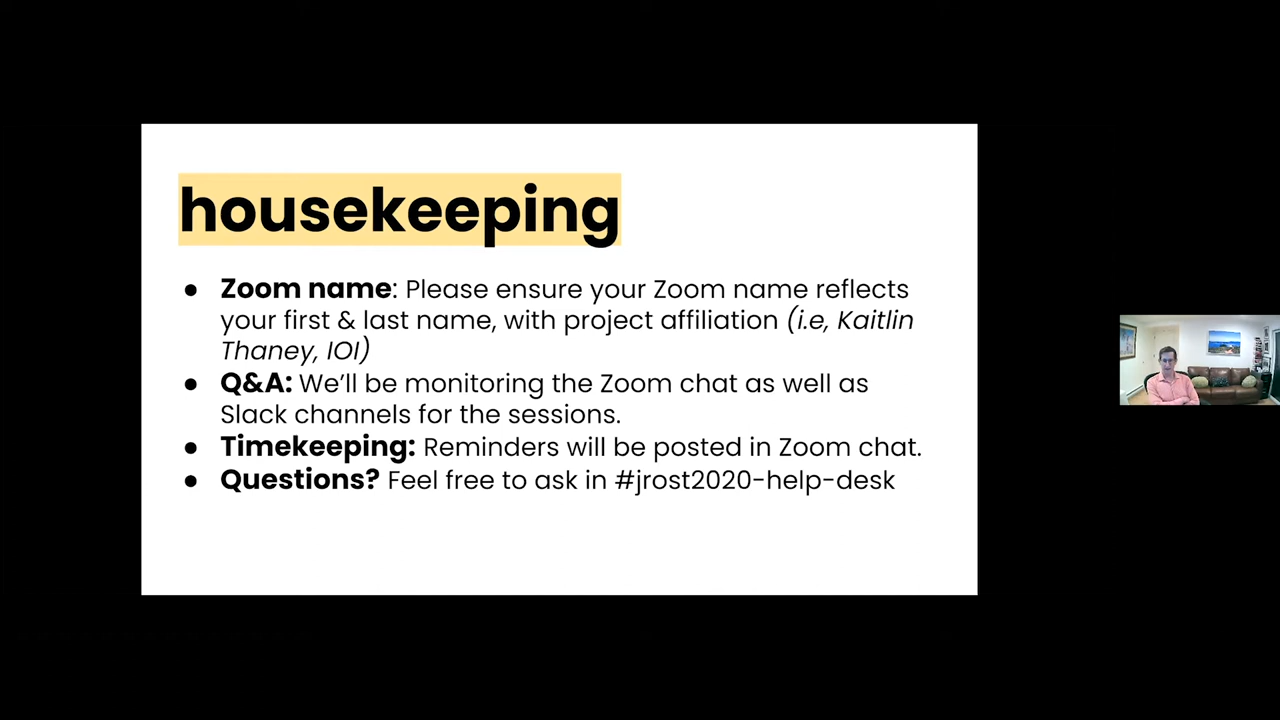 housekeeping
● Zoom name: Please ensure your Zoom name reflects
your first & last name, with project affiliation (i.e, Kaitlin
Thaney, IOI)
● Q&A: We'll be monitoring the Zoom chat as well as
Slack channels for the sessions.
● Timekeeping: Reminders will be posted in Zoom chat.
● Questions? Feel free to ask in #jrost2020-help-desk